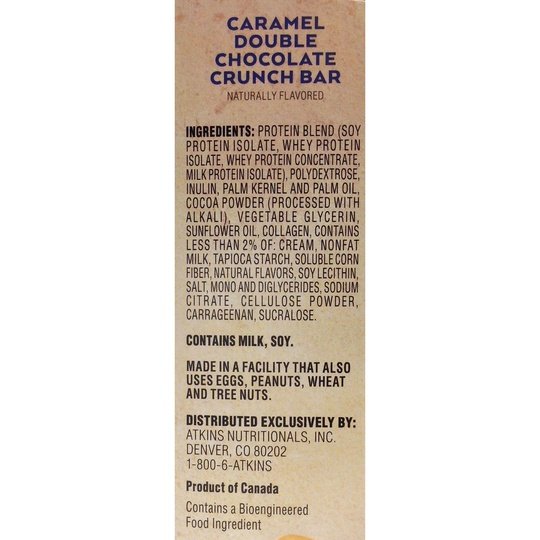 CARAMEL
DOUBLE
CHOCOLATE
CRUNCH BAR
NATURALLY FLAVORED
INGREDIENTS: PROTEIN BLEND (SOY
PROTEIN ISOLATE, WHEY PROTEIN
ISOLATE, WHEY PROTEIN CONCENTRATE,
MILK PROTEIN ISOLATE), POLYDEXTROSE,
INULIN, PALM KERNEL AND PALM OIL,
COCOA POWDER (PROCESSED WITH
ALKALI), VEGETABLE GLYCERIN,
SUNFLOWER OIL, COLLAGEN, CONTAINS
LESS THAN 2% OF: CREAM, NONFAT
MILK, TAPIOCA STARCH, SOLUBLE CORN
FIBER, NATURAL FLAVORS, SOY LECITHIN,
SALT, MONO AND DIGLYCERIDES, SODIUM
CITRATE, CELLULOSE POWDER,
CARRAGEENAN, SUCRALOSE.
CONTAINS MILK, SOY.
MADE IN A FACILITY THAT ALSO
USES EGGS, PEANUTS, WHEAT
AND TREE NUTS.
DISTRIBUTED EXCLUSIVELY BY:
ATKINS NUTRITIONALS, INC.
DENVER, CO 80202
1-800-6-ATKINS
Product of Canada
Contains a Bioengineered
Food Ingredient